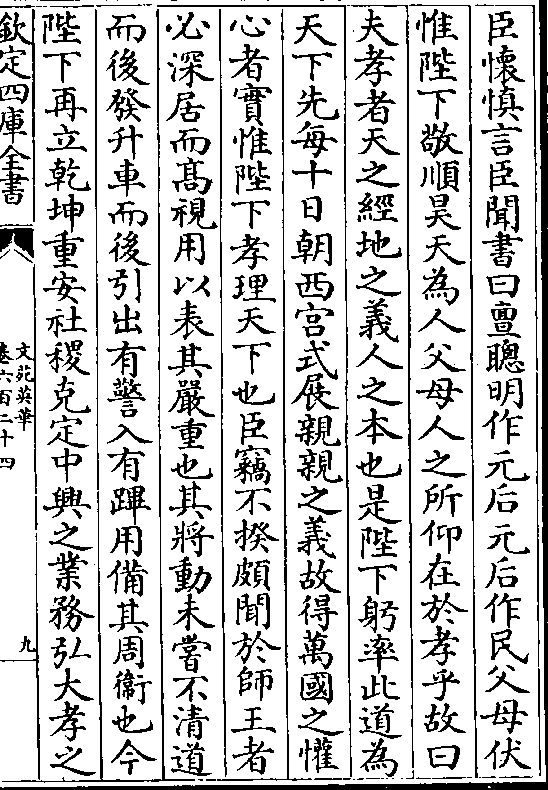 臣懐慎言臣聞書曰亶聰明作元后元后作民父母伏
惟陛下敬順昊天為人父母人之所仰在於孝乎故曰
夫孝者天之經地之義人之本也是陛下躬率此道為
天下先每十日朝西宫式展親親之義故得萬國之懽
心者實惟陛下孝理天下也臣竊不揆頗聞於師王者
必深居而髙視用以表其嚴重也其將動未嘗不清道
而後發升車而後引出有警入有蹕用備其周衞也今
陛下再立乾坤重安社稷克定中興之業務弘大孝之
欽定四庫全書
文苑英華
卷六百二十四
九